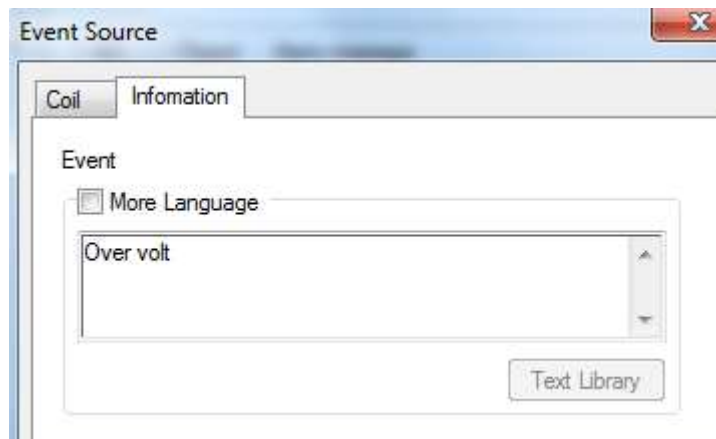 Event Source
Coil
Infomation
Event
More Language
Over volt
Text Library